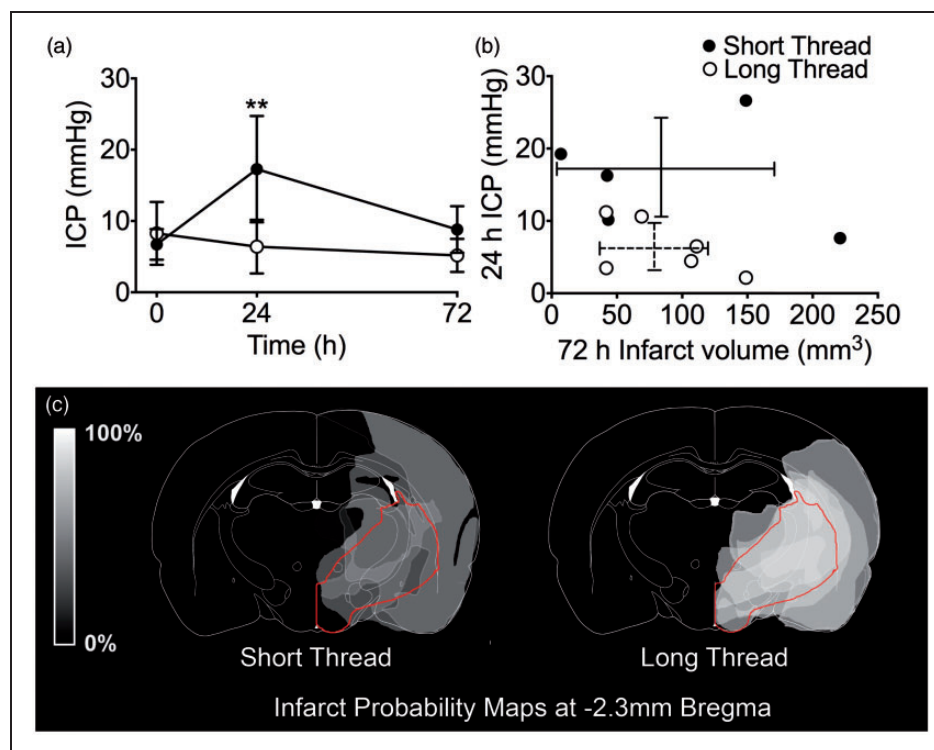 (a)
30
20
10
0
ICP (mmHg)
**
0 24 72
Time (h)
(b)
Short Thread
Long Thread
30
20
10
0
24 h ICP (mmHg)
0 50 100 150 200 250
72 h Infarct volume (mm³)
(c)
100%
0%
Short Thread
Long Thread
Infarct Probability Maps at -2.3mm Bregma